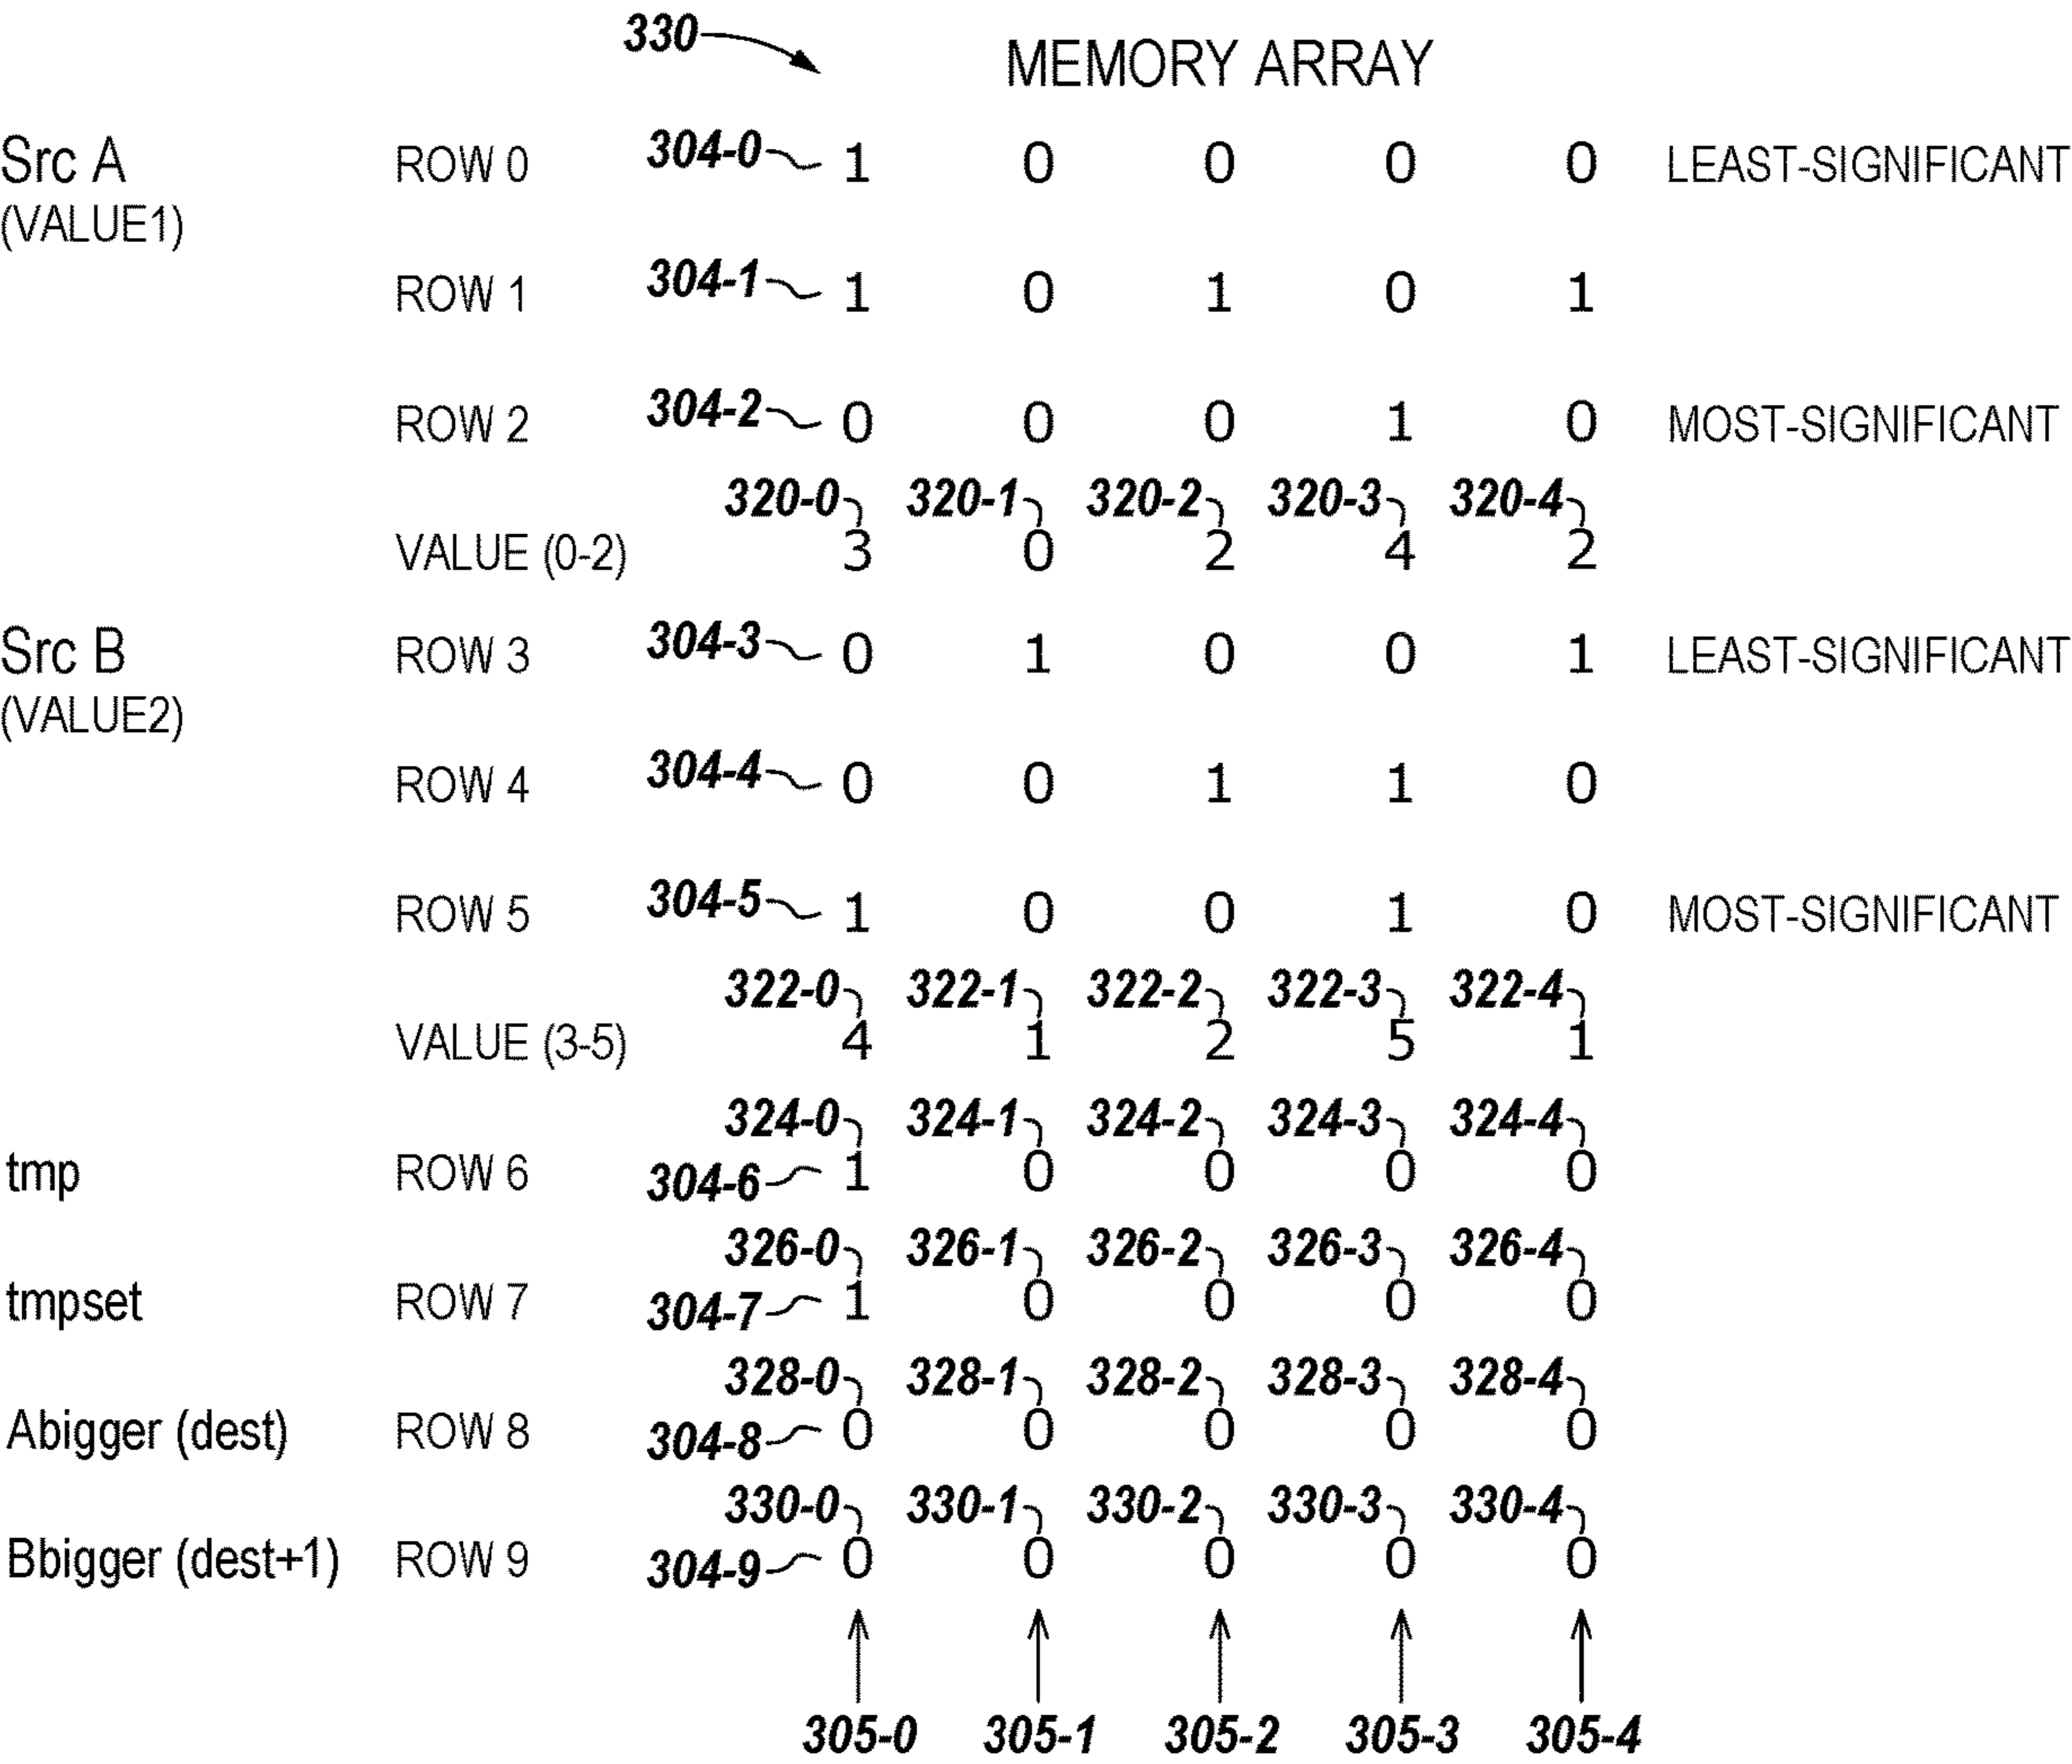 330 MEMORY ARRAY
Src A ROW 0 304-0 1 0 0 0 0 LEAST-SIGNIFICANT
(VALUE1)
ROW 1 304-1 1 0 1 0 1
ROW 2 304-2 0 0 0 1 0 MOST-SIGNIFICANT
320-0 320-1 320-2 320-3 320-4
VALUE (0-2) 3 0 2 4 2
Src B ROW 3 304-3 0 1 0 0 1 LEAST-SIGNIFICANT
(VALUE2)
ROW 4 304-4 0 0 1 1 0
ROW 5 304-5 1 0 0 1 0 MOST-SIGNIFICANT
322-0 322-1 322-2 322-3 322-4
VALUE (3-5) 4 1 2 5 1
324-0 324-1 324-2 324-3 324-4
tmp ROW 6 304-6 1 0 0 0 0
326-0 326-1 326-2 326-3 326-4
tmpset ROW 7 304-7 1 0 0 0 0
328-0 328-1 328-2 328-3 328-4
Abigger (dest) ROW 8 304-8 0 0 0 0 0
330-0 330-1 330-2 330-3 330-4
Bbigger (dest+1) ROW 9 304-9 0 0 0 0 0
305-0 305-1 305-2 305-3 305-4